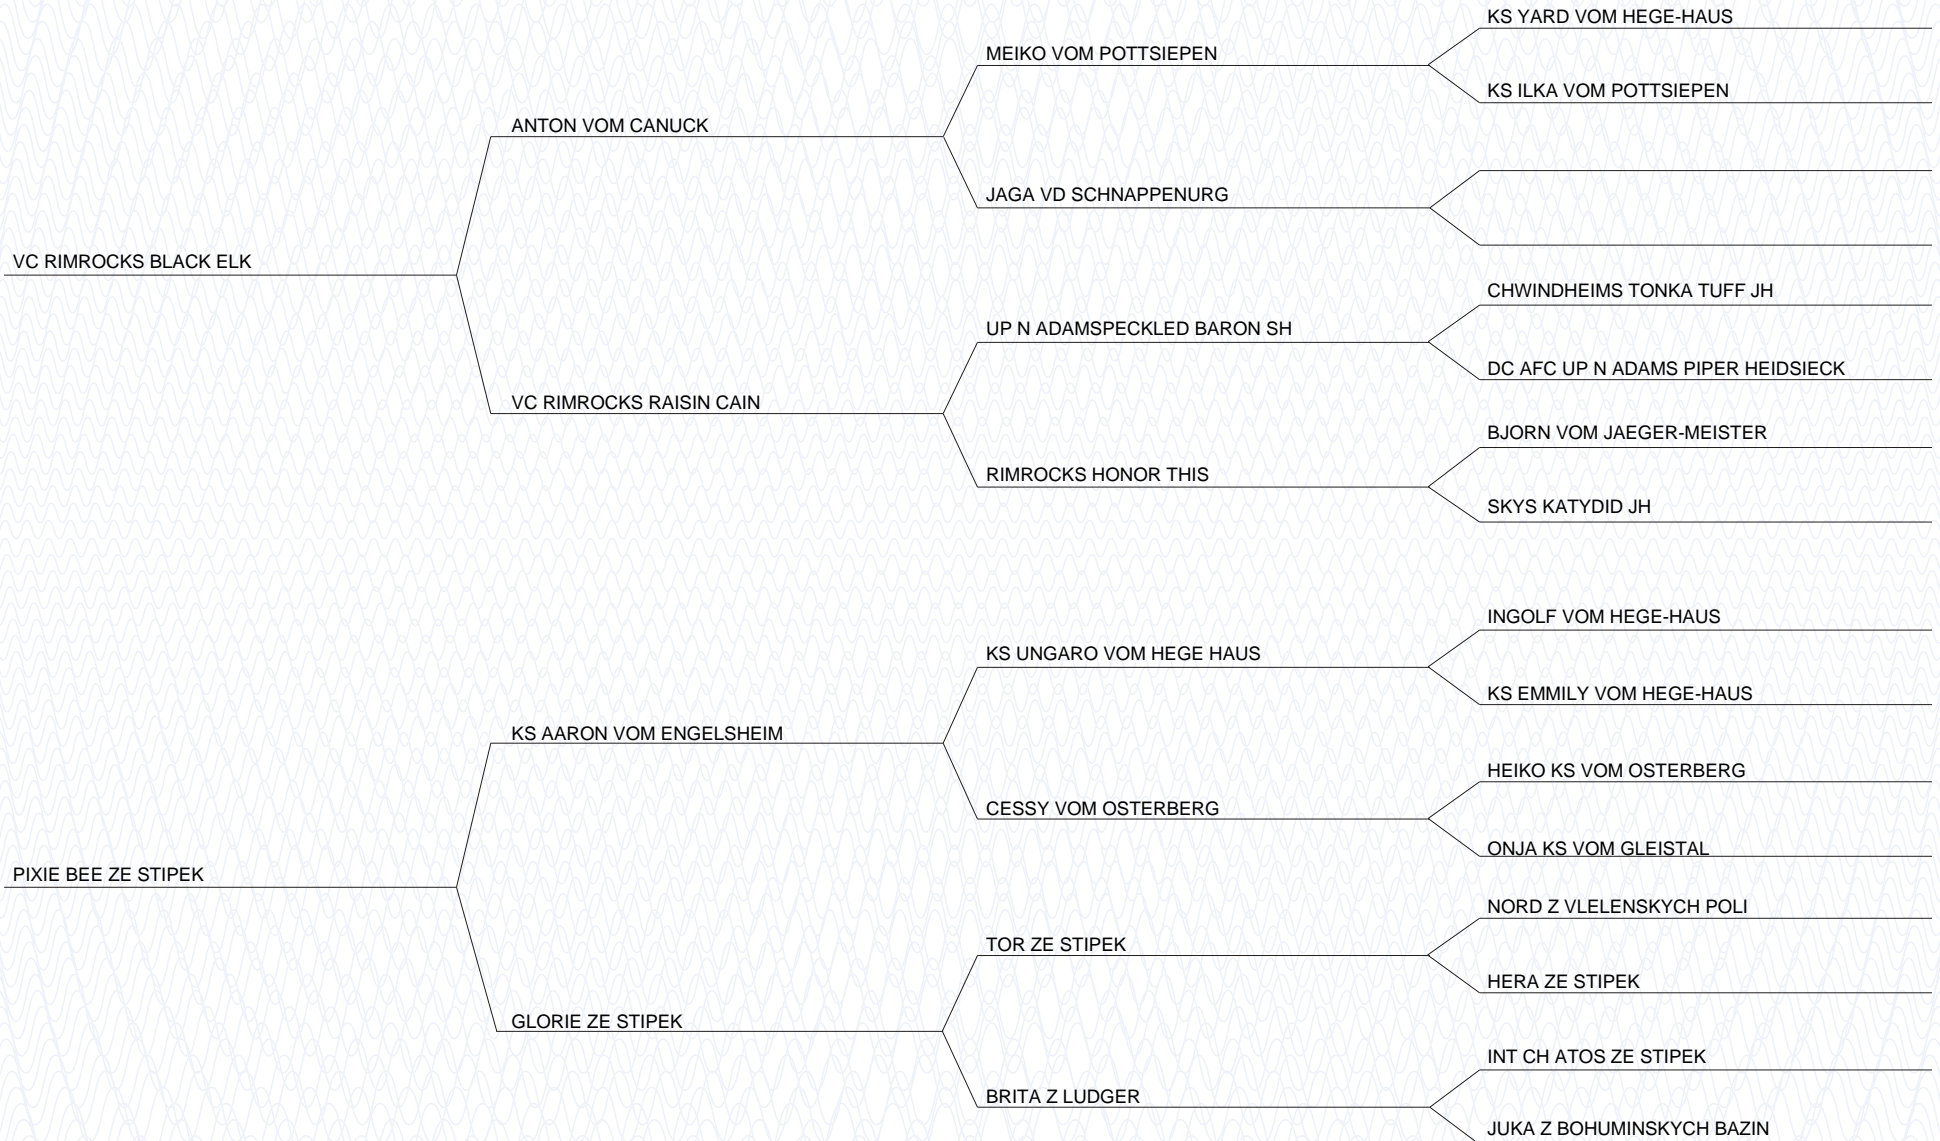 KS YARD VOM HEGE-HAUS
MEIKO VOM POTTSIEPEN
KS ILKA VOM POTTSIEPEN
ANTON VOM CANUCK
JAGA VD SCHNAPPENURG
VC RIMROCKS BLACK ELK
CHWINDHEIMS TONKA TUFF JH
UP N ADAMSPECKLED BARON SH
DC AFC UP N ADAMS PIPER HEIDSIECK
VC RIMROCKS RAISIN CAIN
BJORN VOM JAEGER-MEISTER
RIMROCKS HONOR THIS
SKYS KATYDID JH
INGOLF VOM HEGE-HAUS
KS UNGARO VOM HEGE HAUS
KS EMMILY VOM HEGE-HAUS
KS AARON VOM ENGELSHEIM
HEIKO KS VOM OSTERBERG
CESSY VOM OSTERBERG
ONJA KS VOM GLEISTAL
PIXIE BEE ZE STIPEK
NORD Z VLELENSKYCH POLI
TOR ZE STIPEK
HERA ZE STIPEK
GLORIE ZE STIPEK
INT CH ATOS ZE STIPEK
BRITA Z LUDGER
JUKA Z BOHUMINSKYCH BAZIN